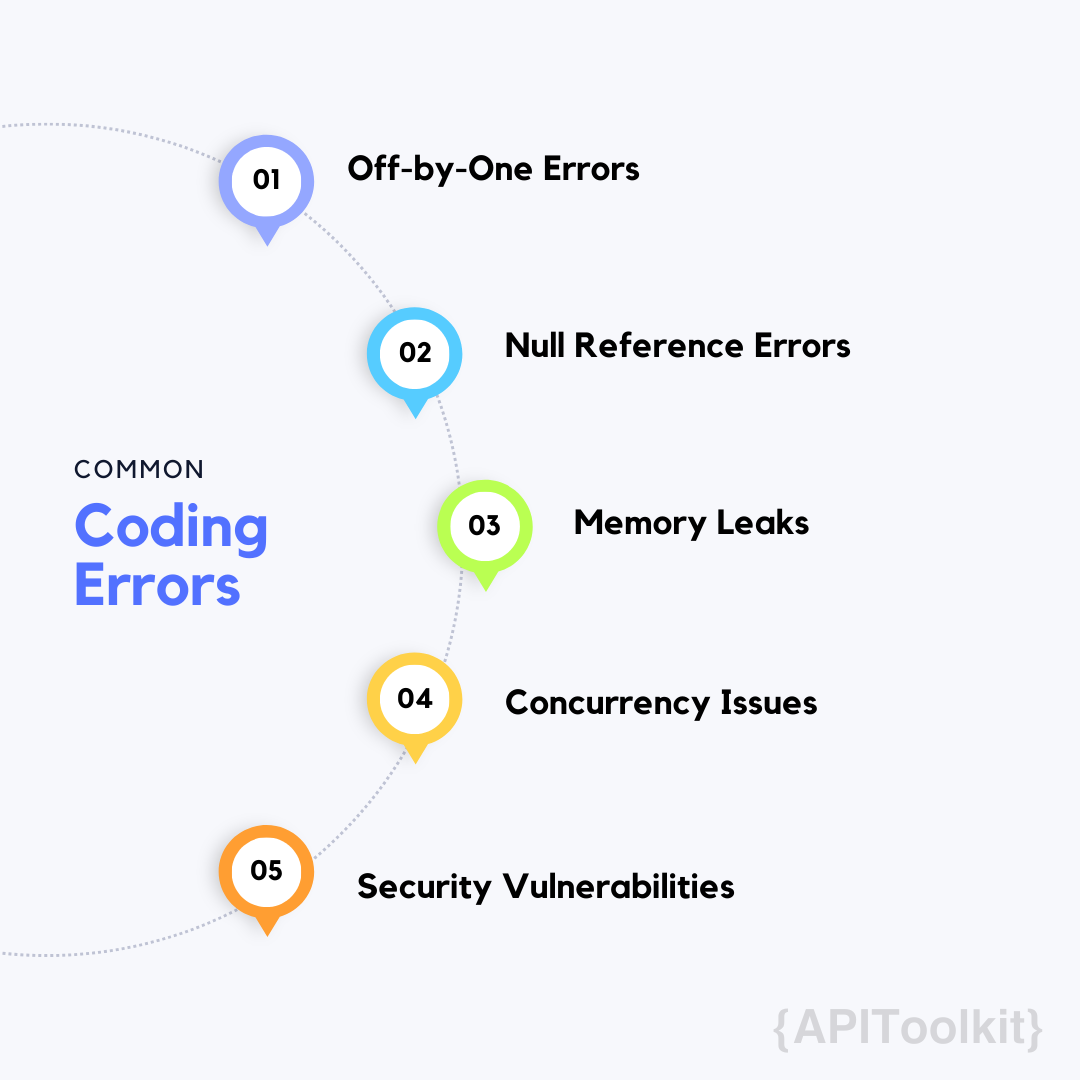 01
Off-by-One Errors
02
Null Reference Errors
COMMON
Coding
Errors
03
Memory Leaks
04
Concurrency Issues
05
Security Vulnerabilities
{APIToolkit}